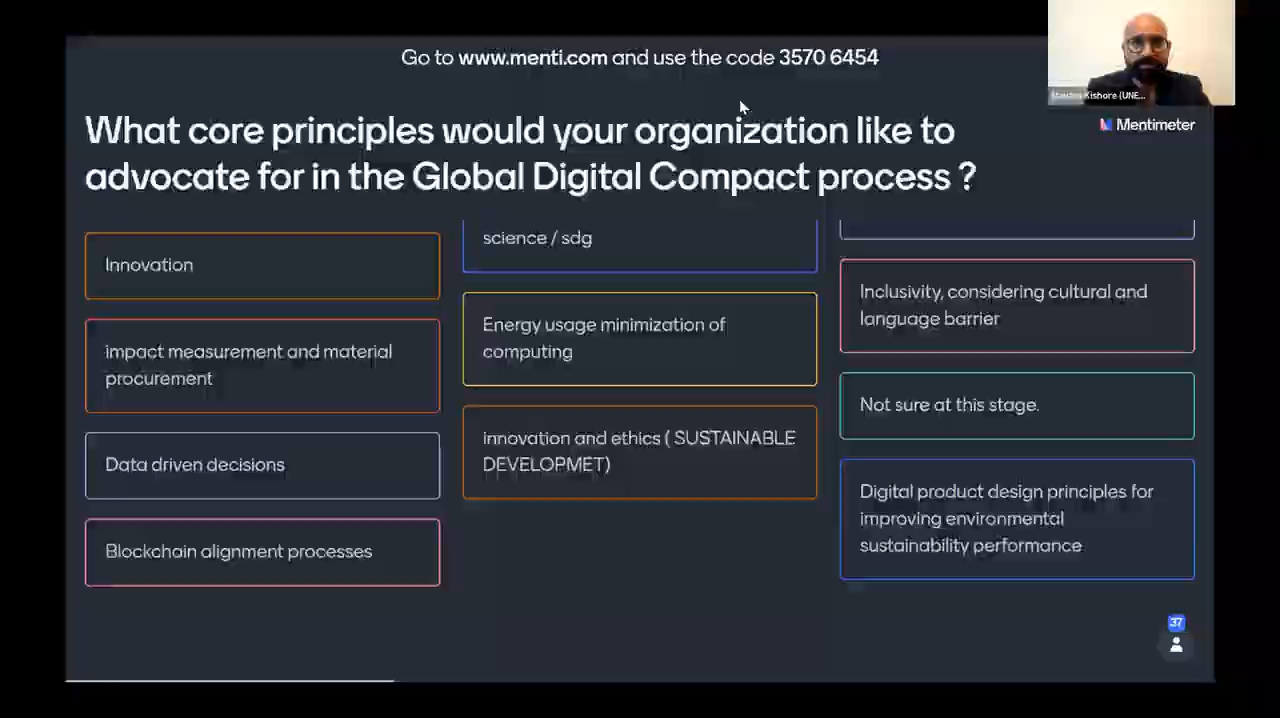 Go to www.menti.com and use the code 3570 6454
Kishore (UNE...
Mentimeter
What core principles would your organization like to
advocate for in the Global Digital Compact process ?
Innovation
impact measurement and material
procurement
Data driven decisions
Blockchain alignment processes
science / sdg
Energy usage minimization of
computing
innovation and ethics ( SUSTAINABLE
DEVELOPMET)
Inclusivity, considering cultural and
language barrier
Not sure at this stage.
Digital product design principles for
improving environmental
sustainability performance
37